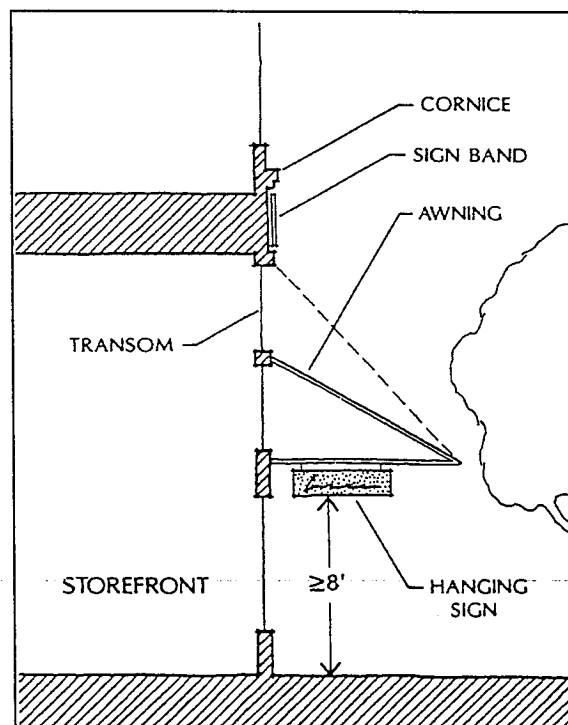 CORNICE
SIGN BAND
AWNING
TRANSOM
STOREFRONT
≥8'
HANGING
SIGN